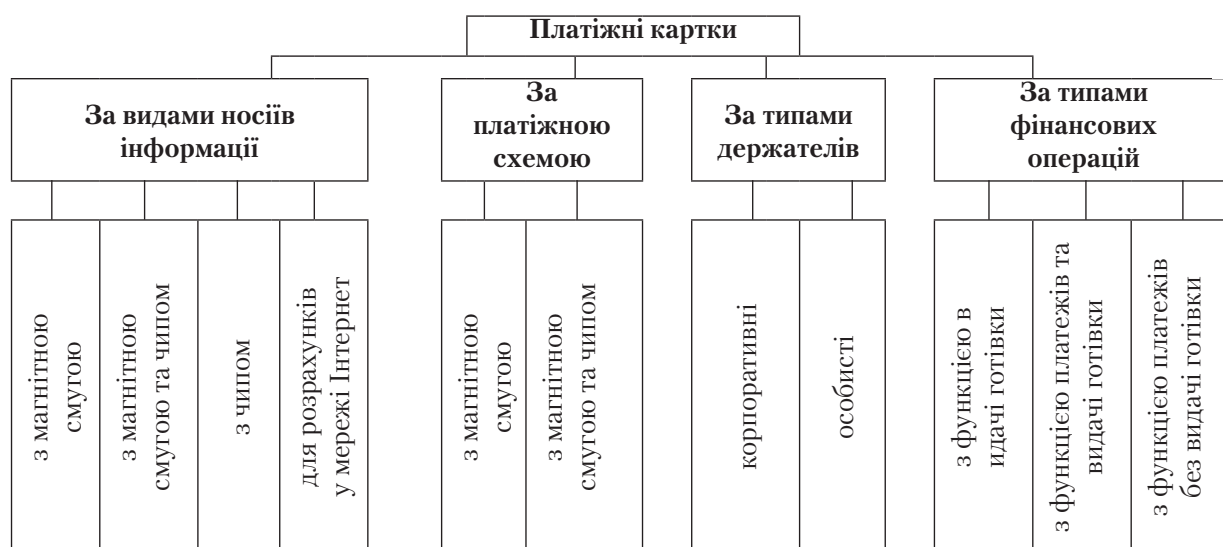 Платіжні картки
За видами носіїв
інформації
За
платіжною
схемою
За типами
держателів
За типами
фінансових
операцій
з магнітною
смугою
з магнітною
смугою та чипом
з чипом
для розрахунків
у мережі Інтернет
з магнітною
смугою
з магнітною
смугою та чипом
корпоративні
особисті
з функцією в
идачі готівки
з функцією платежів та
видачі готівки
з функцією платежів
без видачі готівки